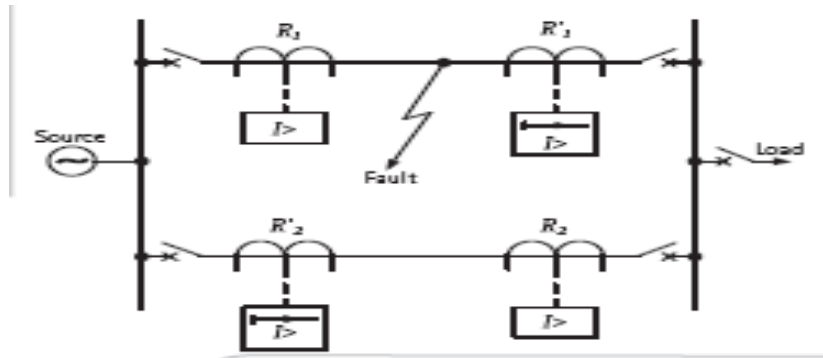 R₁ R'₁
I> I>
Source Load
Fault
R'₂ R₂
I> I>